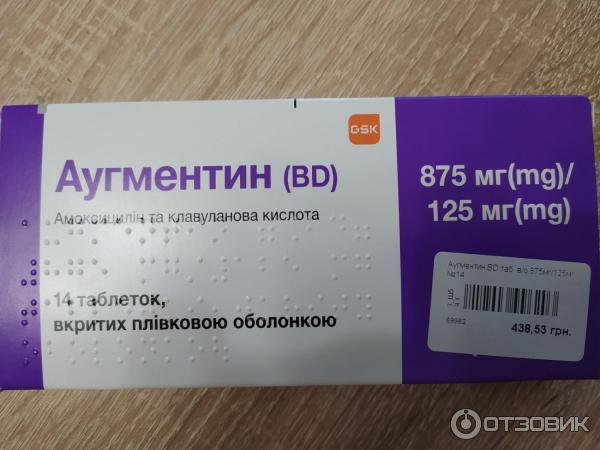 GSK
Аугментин (BD)
Амоксицилін та клавуланова кислота
14 таблеток,
вкритих плівковою оболонкою
875 мг(mg)/
125 мг(mg)
Аугментин BD таб. в/о 875мг/125мг
№14
69962
438,53 грн.
ОТЗОВИК